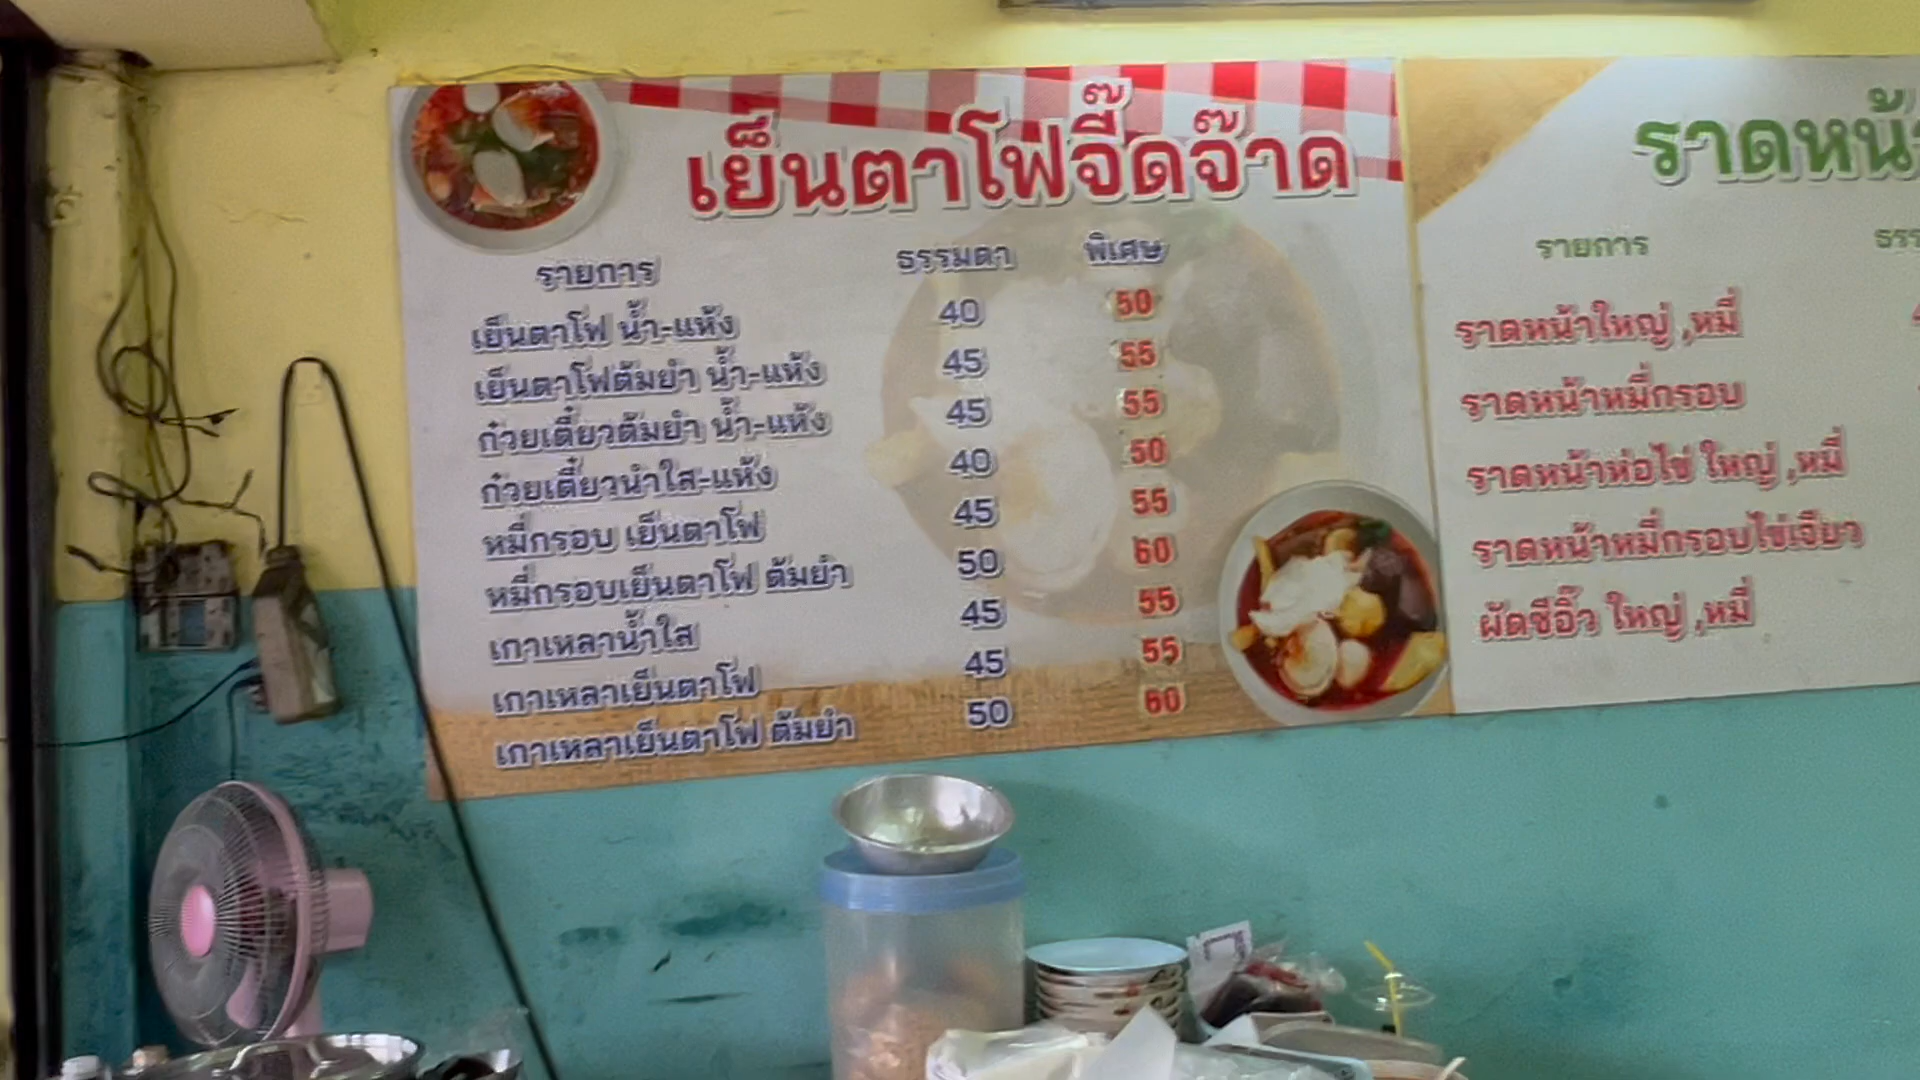 เย็นตาโฟจี๊ดจ๊าด
รายการ ธรรมดา พิเศษ
เย็นตาโฟ น้ำ-แห้ง 40 50
เย็นตาโฟต้มยำ น้ำ-แห้ง 45 55
ก๋วยเตี๋ยวต้มยำ น้ำ-แห้ง 45 55
ก๋วยเตี๋ยวน้ำใส-แห้ง 40 50
หมี่กรอบ เย็นตาโฟ 45 55
หมี่กรอบเย็นตาโฟ ต้มยำ 50 60
เกาเหลาน้ำใส 45 55
เกาเหลาเย็นตาโฟ 45 55
เกาเหลาเย็นตาโฟ ต้มยำ 50 60
ราดหน้า
รายการ
ราดหน้าใหญ่ ,หมี่
ราดหน้าหมี่กรอบ
ราดหน้าห่อไข่ ใหญ่ ,หมี่
ราดหน้าหมี่กรอบไข่เจียว
ผัดซีอิ๊ว ใหญ่ ,หมี่